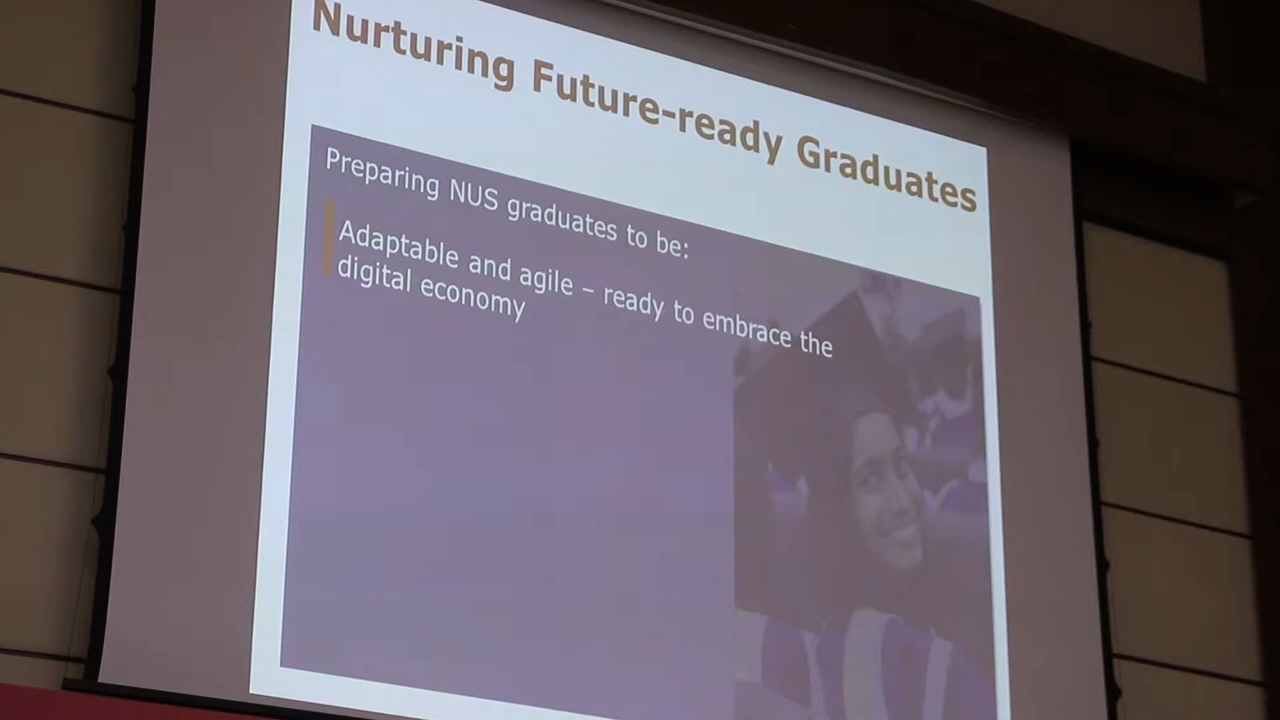 Nurturing Future-ready Graduates
Preparing NUS graduates to be:
Adaptable and agile – ready to embrace the
digital economy